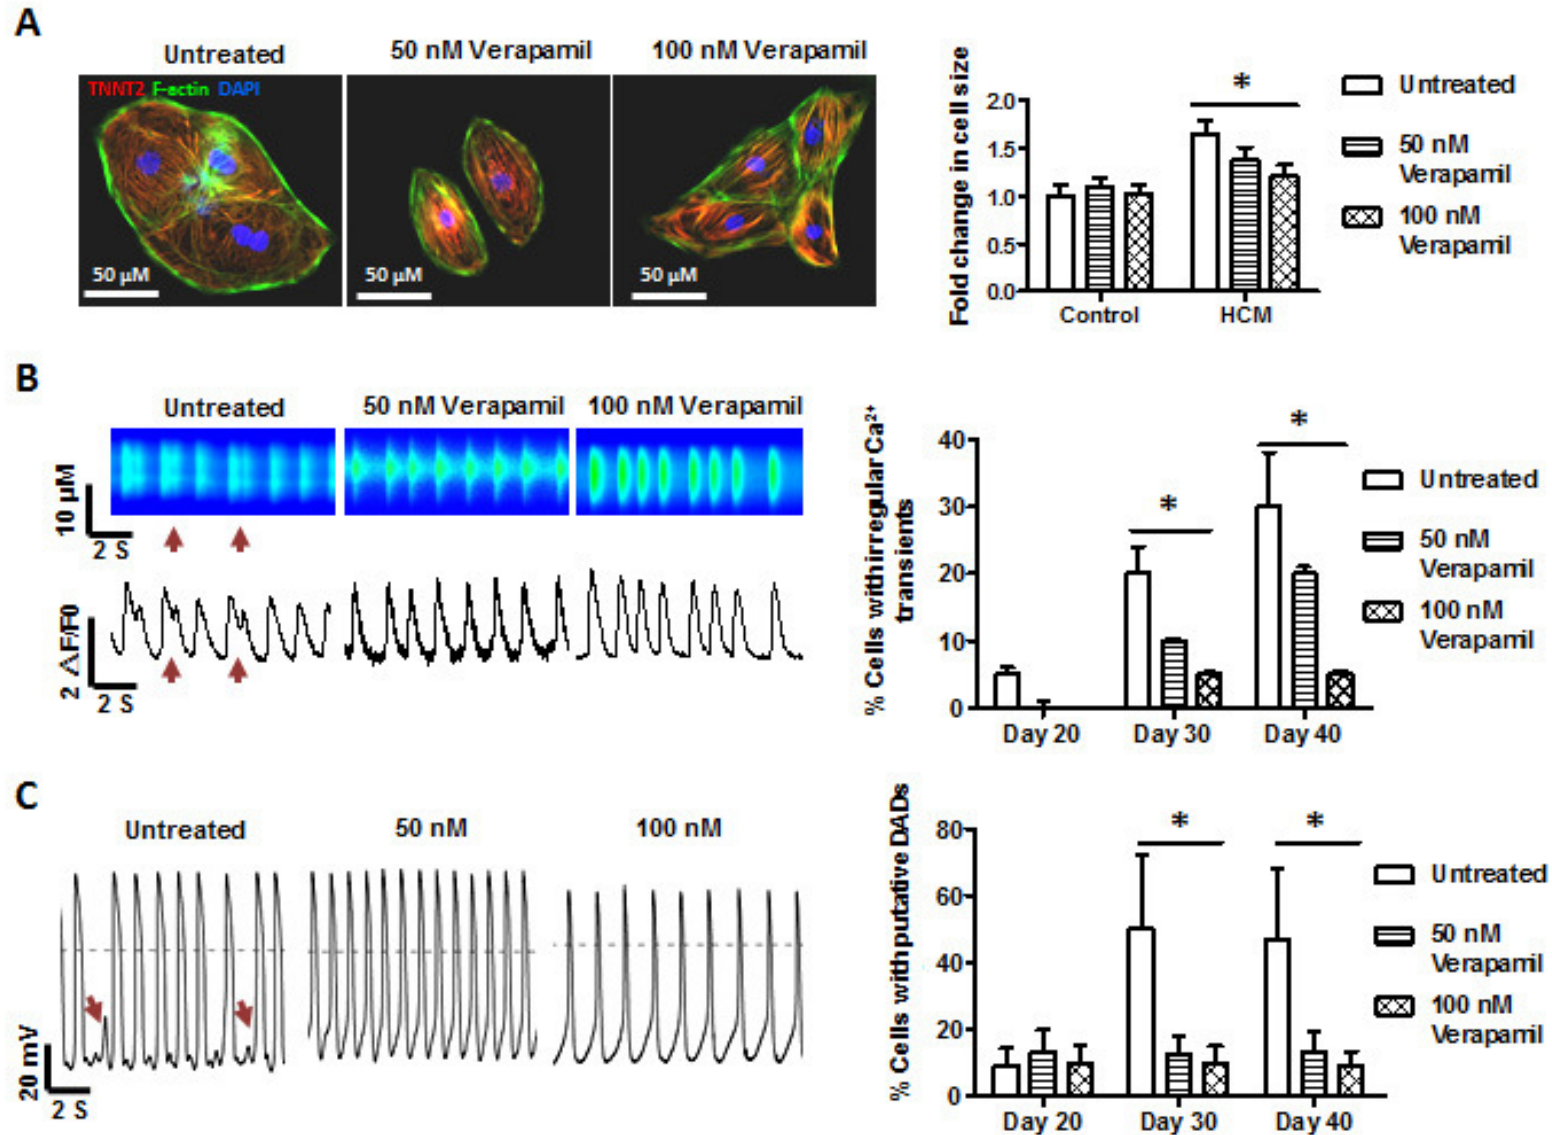 A
Untreated
50 nM Verapamil
100 nM Verapamil
TNNT2 F-actin DAPI
50 µM
50 µM
50 µM
Fold change in cell size
2.0
1.5
1.0
0.5
0.0
Control
HCM
*
Untreated
50 nM
Verapamil
100 nM
Verapamil
B
Untreated
50 nM Verapamil
100 nM Verapamil
10 µM
2 S
2 △F/F0
2 S
% Cells with irregular Ca²⁺
transients
40
30
20
10
0
Day 20
Day 30
Day 40
*
*
Untreated
50 nM
Verapamil
100 nM
Verapamil
C
Untreated
50 nM
100 nM
20 mV
2 S
% Cells with putative DADs
80
60
40
20
0
Day 20
Day 30
Day 40
*
*
Untreated
50 nM
Verapamil
100 nM
Verapamil